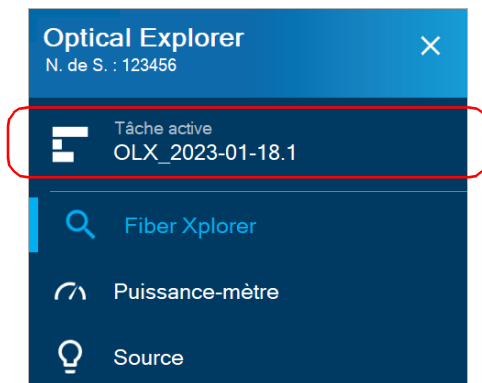 Optical Explorer
N. de S. : 123456
Tâche active
OLX_2023-01-18.1
Fiber Xplorer
Puissance-mètre
Source